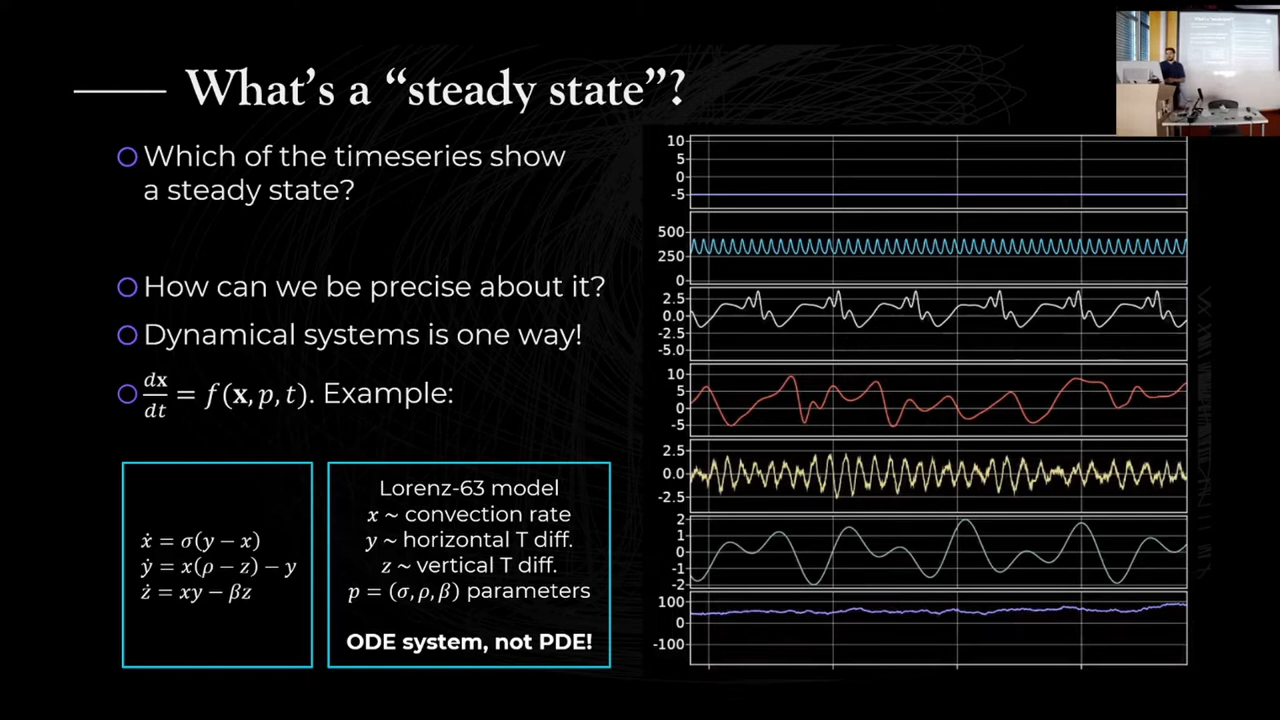 What's a “steady state”?
Which of the timeseries show
a steady state?
How can we be precise about it?
Dynamical systems is one way!
d𝐱/dt = f(𝐱, p, t). Example:
ẋ = σ(y − x)
ẏ = x(ρ − z) − y
ż = xy − βz
Lorenz-63 model
x ~ convection rate
y ~ horizontal T diff.
z ~ vertical T diff.
p = (σ, ρ, β) parameters
ODE system, not PDE!
10
5
0
-5
500
250
0
2.5
0.0
-2.5
-5.0
10
5
0
-5
2.5
0.0
-2.5
2
1
0
-1
-2
100
0
-100